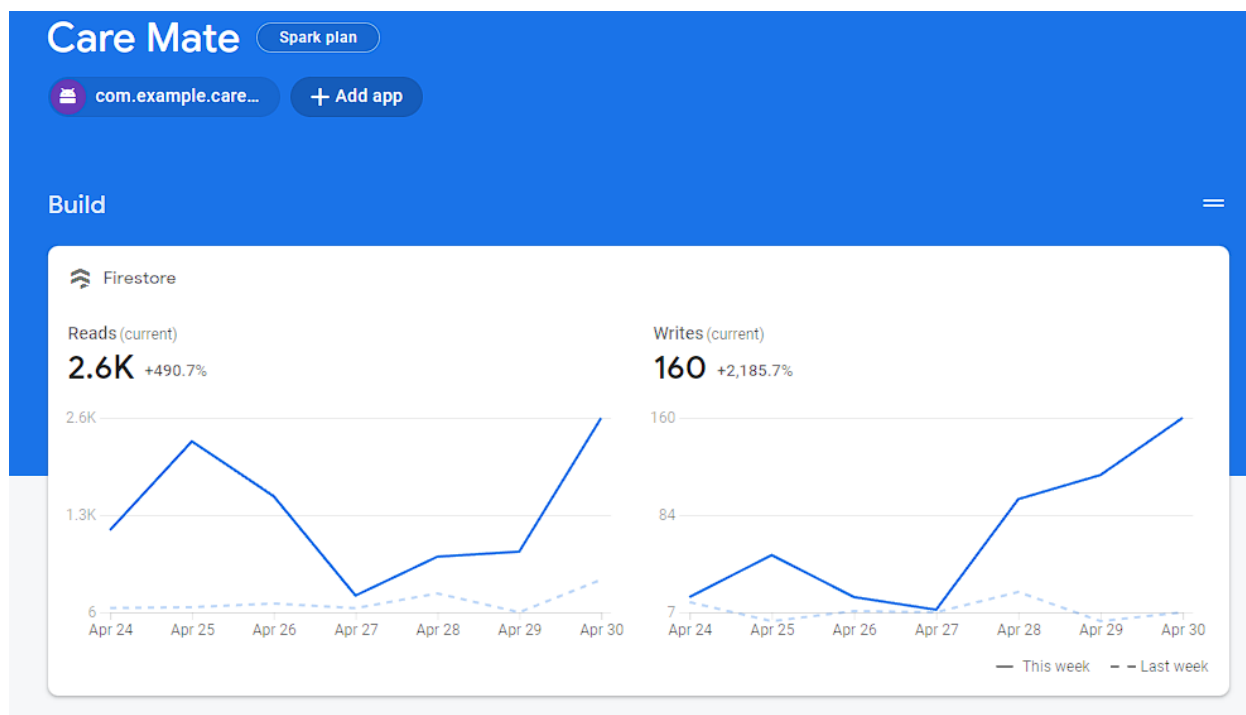 Care Mate Spark plan
com.example.care... + Add app
Build
Firestore
Reads (current)
2.6K +490.7%
2.6K
1.3K
6
Apr 24 Apr 25 Apr 26 Apr 27 Apr 28 Apr 29 Apr 30
Writes (current)
160 +2,185.7%
160
84
7
Apr 24 Apr 25 Apr 26 Apr 27 Apr 28 Apr 29 Apr 30
This week Last week